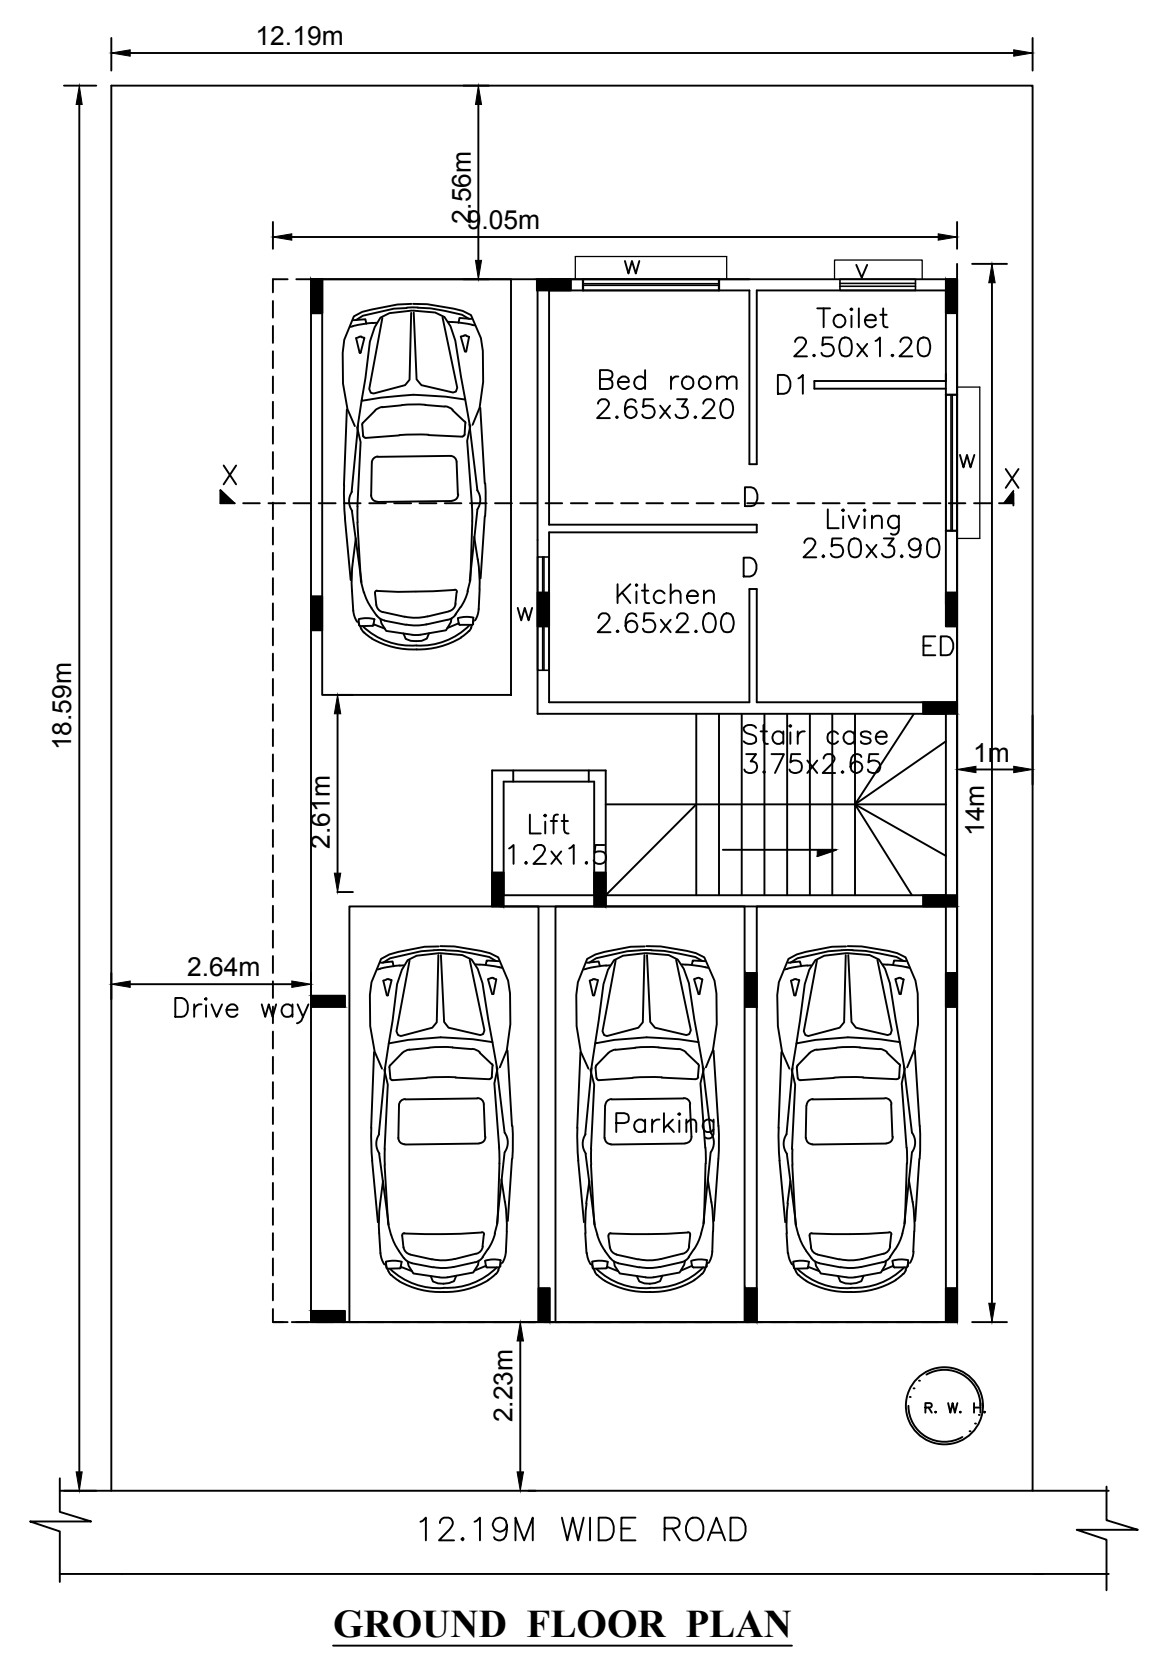 12.19m
2.56m
9.05m
W
V
Toilet
2.50x1.20
Bed room
2.65x3.20
D1
X
W
X
D
Living
2.50x3.90
D
Kitchen
2.65x2.00
W
ED
18.59m
Stair case
3.75x2.65
1m
14m
2.61m
Lift
1.2x1.5
2.64m
Drive way
Parking
2.23m
R. W. H.
12.19M WIDE ROAD
GROUND FLOOR PLAN